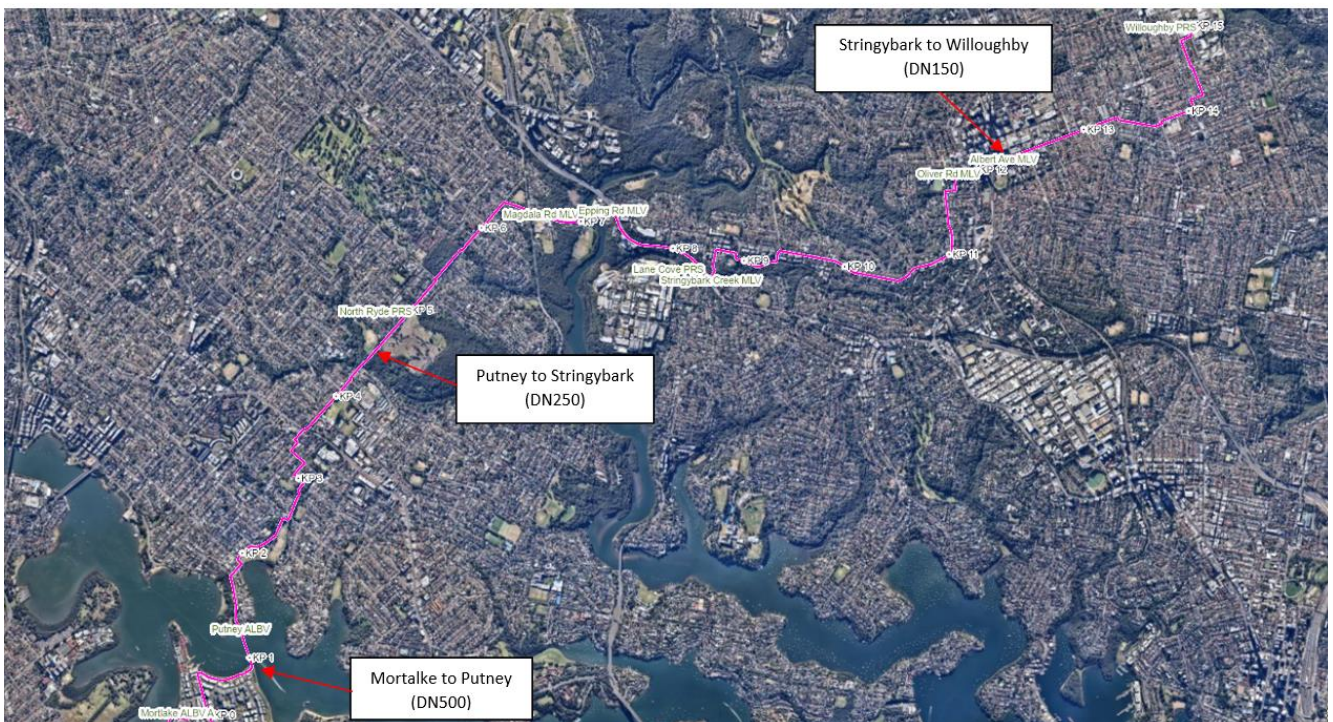 Willoughby PRS
KP 15
Stringybark to Willoughby
(DN150)
KP 14
KP 13
Albert Ave MLV
KP 12
Oliver Rd MLV
Magdala Rd MLV
Epping Rd MLV
KP 7
KP 6
KP 8
KP 9
KP 10
KP 11
Lane Cove PRS
Stringybark Creek MLV
North Ryde PRS
KP 5
Putney to Stringybark
(DN250)
KP 4
KP 3
KP 2
Putney ALBV
KP 1
Mortalke to Putney
(DN500)
Mortlake ALBV
KP 0